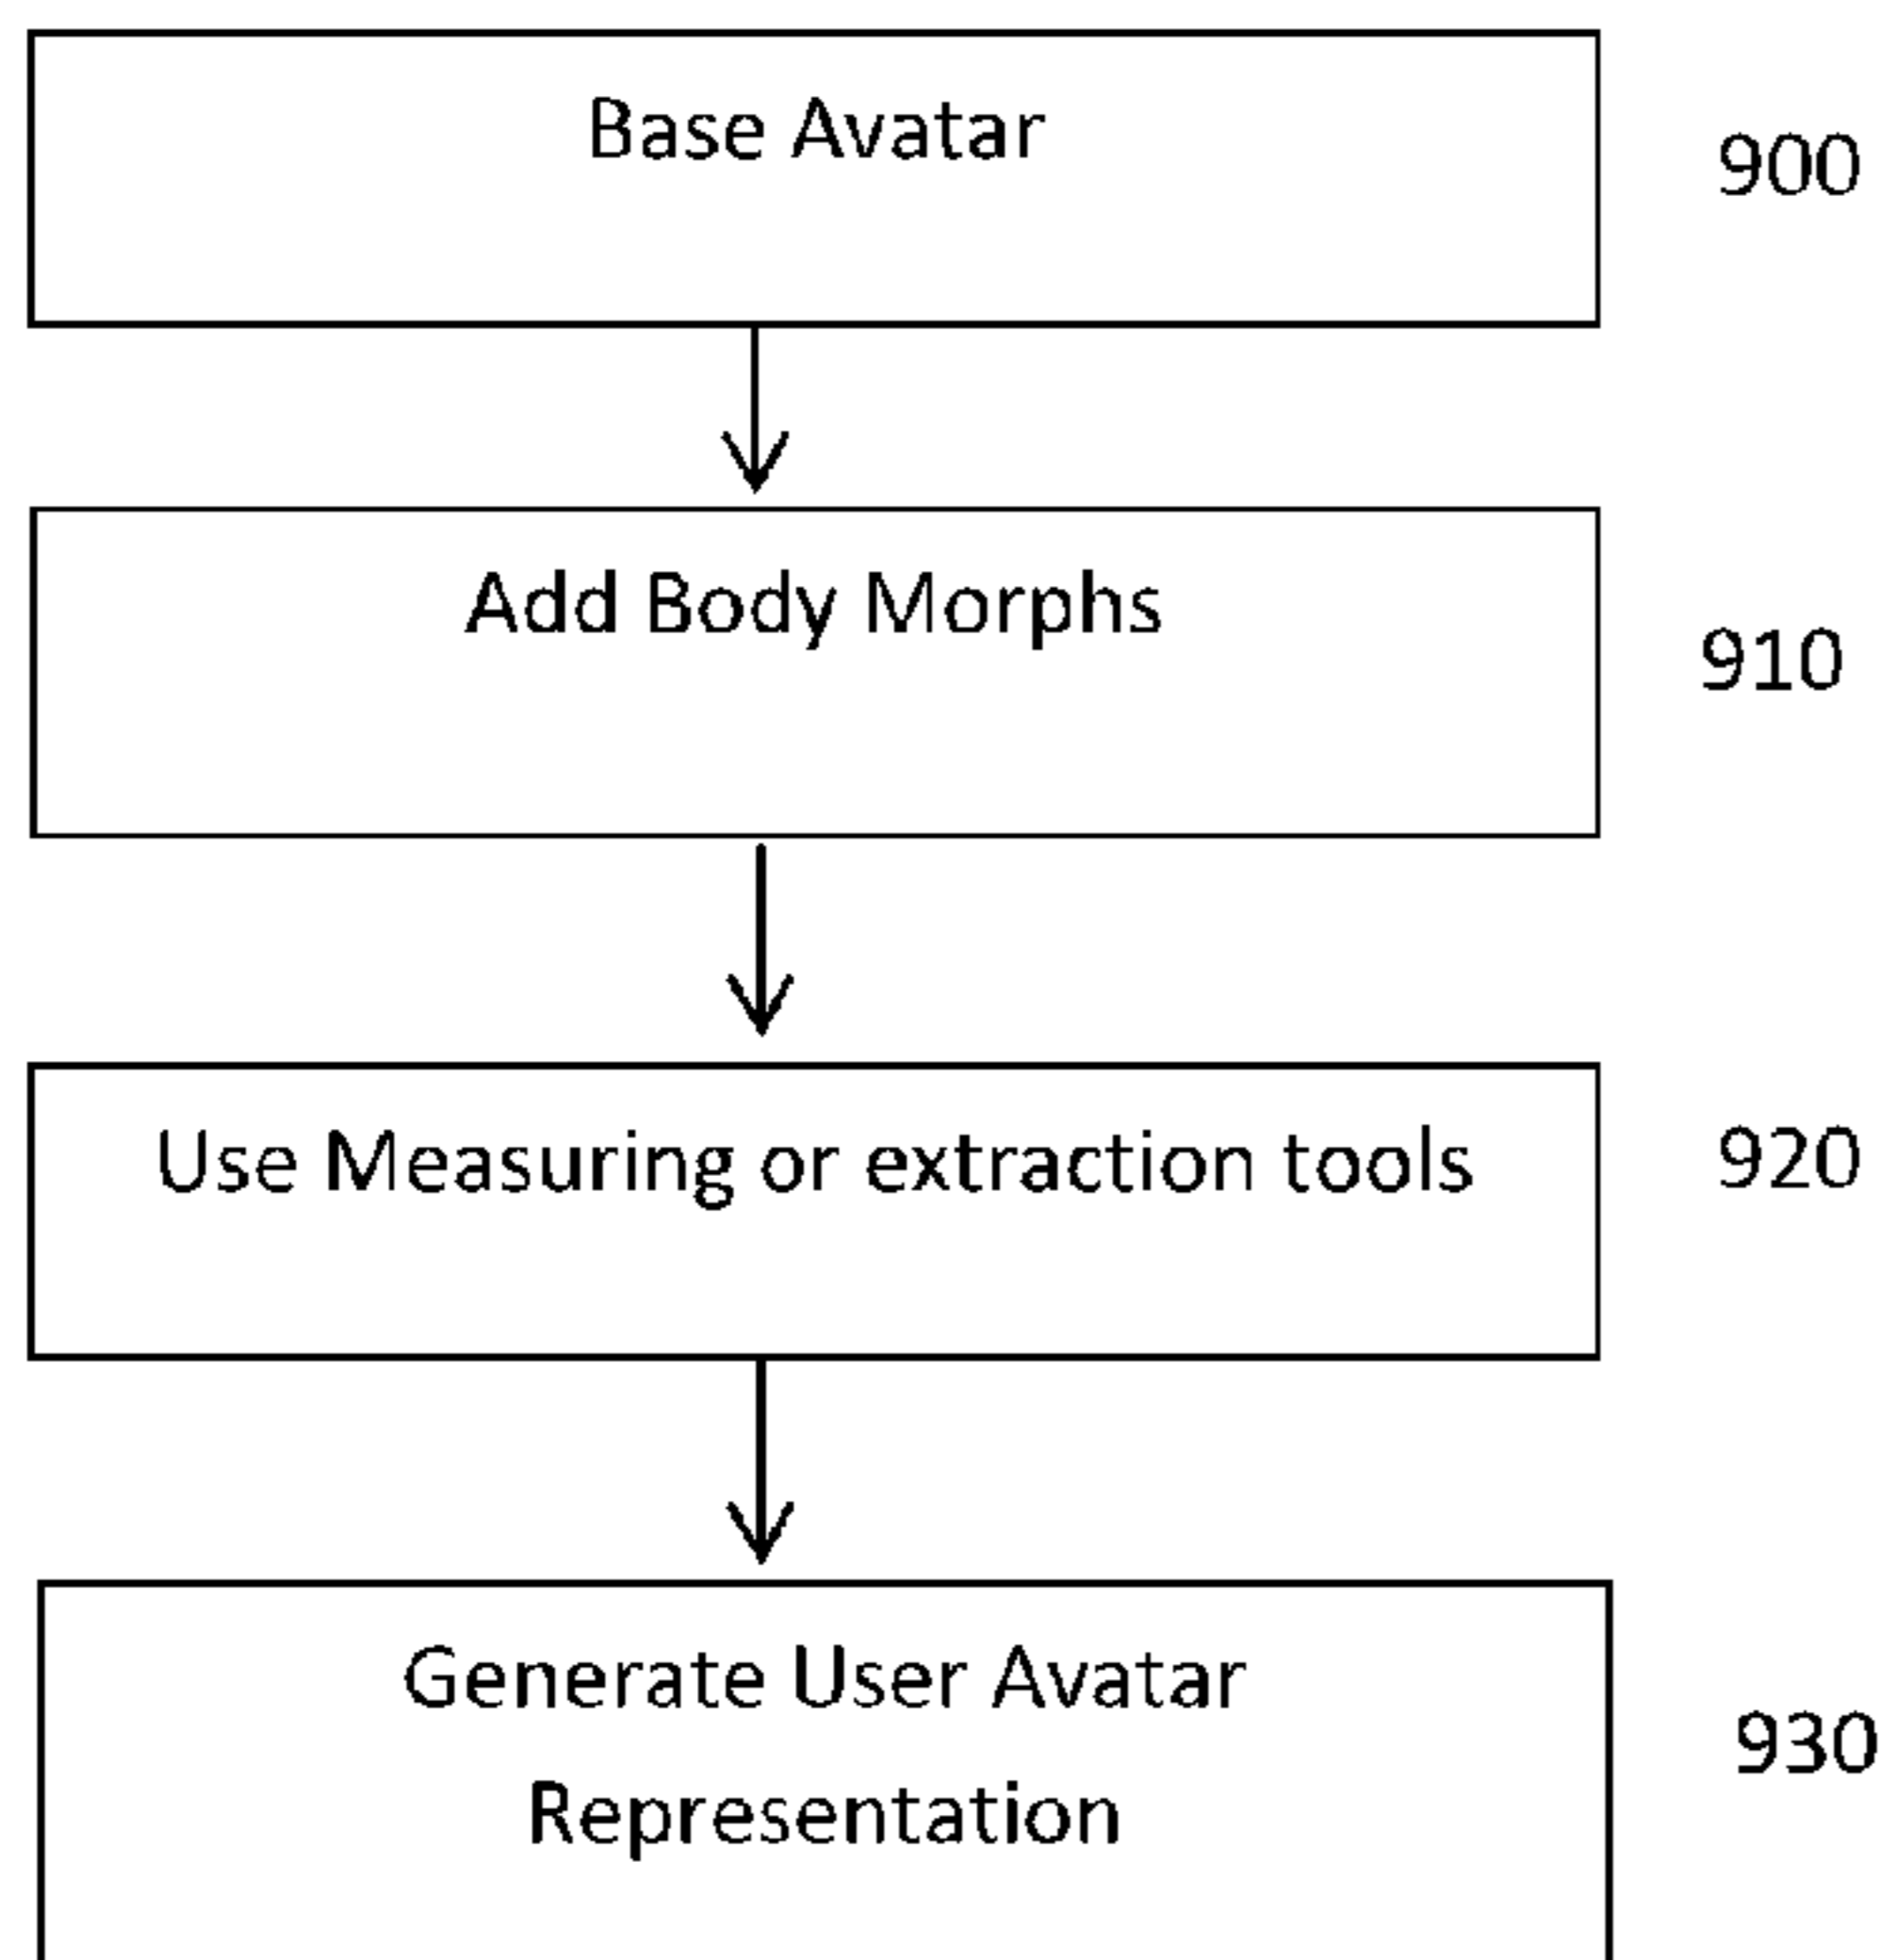 Base Avatar
900
Add Body Morphs
910
Use Measuring or extraction tools
920
Generate User Avatar
930
Representation